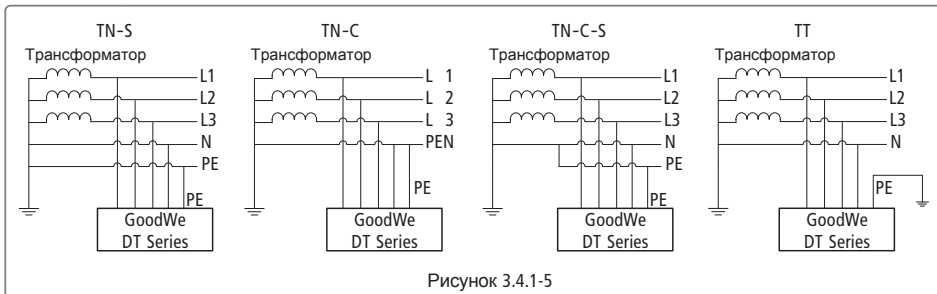 TN-S
Трансформатор
L1
L2
L3
N
PE
PE
GoodWe
DT Series
TN-C
Трансформатор
L 1
L 2
L 3
PEN
PE
GoodWe
DT Series
TN-C-S
Трансформатор
L1
L2
L3
N
PE
PE
GoodWe
DT Series
TT
Трансформатор
L1
L2
L3
N
PE
GoodWe
DT Series
Рисунок 3.4.1-5